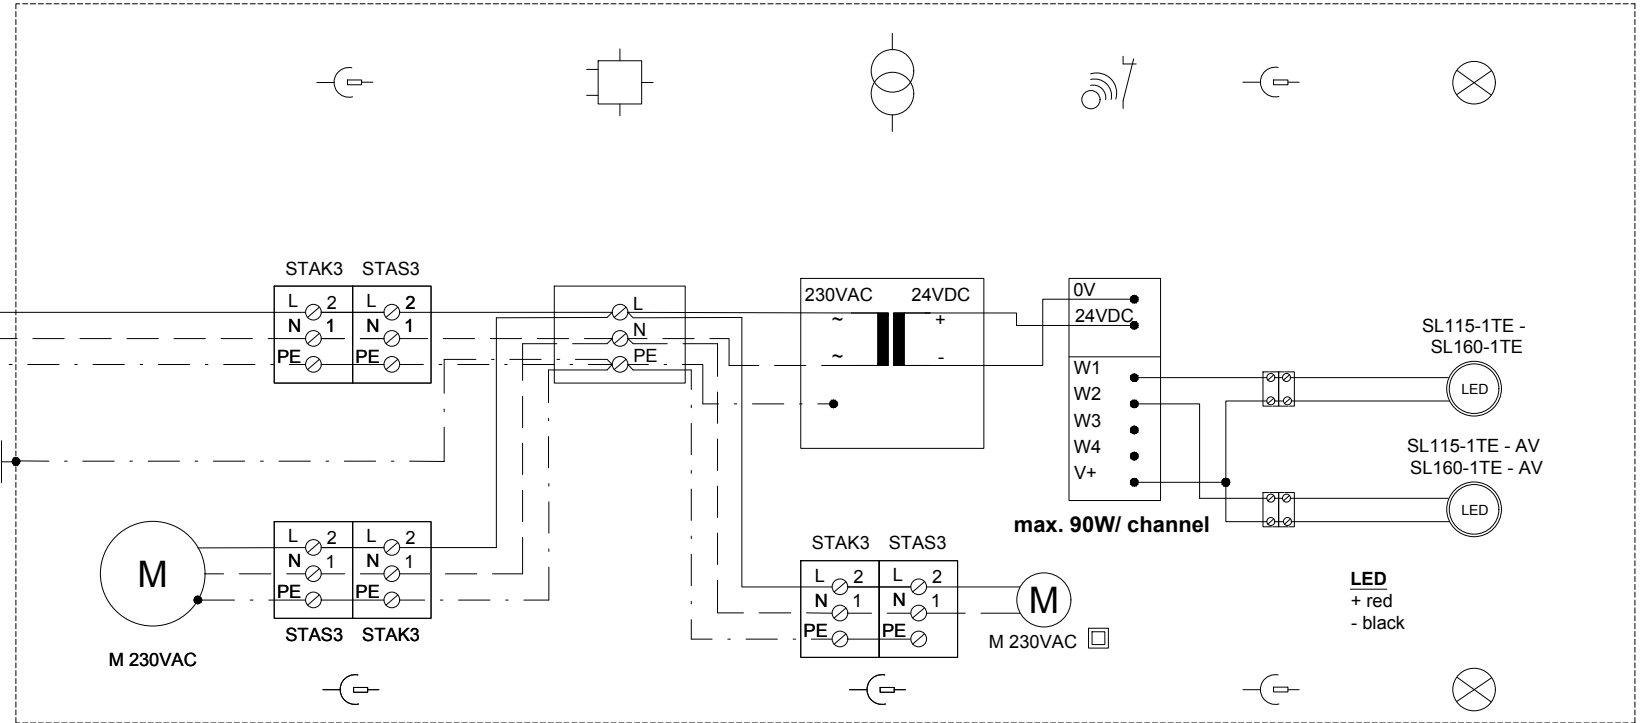 STAK3 STAS3
L 2 L 2
N 1 N 1
PE PE
L
N
PE
230VAC 24VDC
~ +
~ -
0V
24VDC
W1
W2
W3
W4
V+
max. 90W/ channel
SL115-1TE -
SL160-1TE
LED
SL115-1TE - AV
SL160-1TE - AV
LED
LED
+ red
- black
M
M 230VAC
L 2 L 2
N 1 N 1
PE PE
STAS3 STAK3
STAK3 STAS3
L 2 L 2
N 1 N 1
PE PE
M
M 230VAC